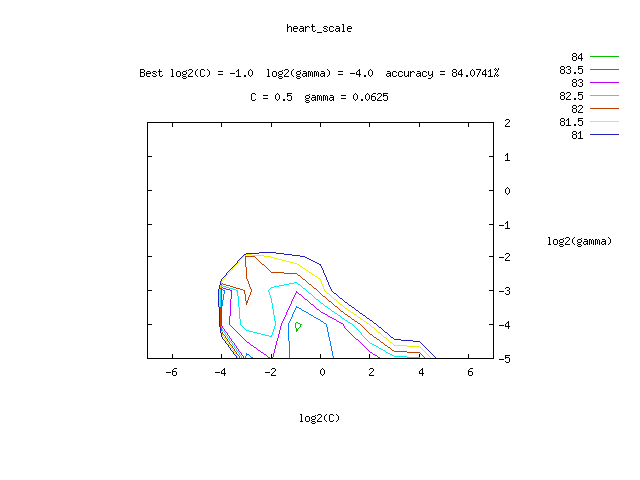 heart_scale
Best log2(C) = -1.0  log2(gamma) = -4.0  accuracy = 84.0741%
C = 0.5  gamma = 0.0625
84
83.5
83
82.5
82
81.5
81
2
1
0
-1
-2
-3
-4
-5
log2(gamma)
-6 -4 -2 0 2 4 6
log2(C)